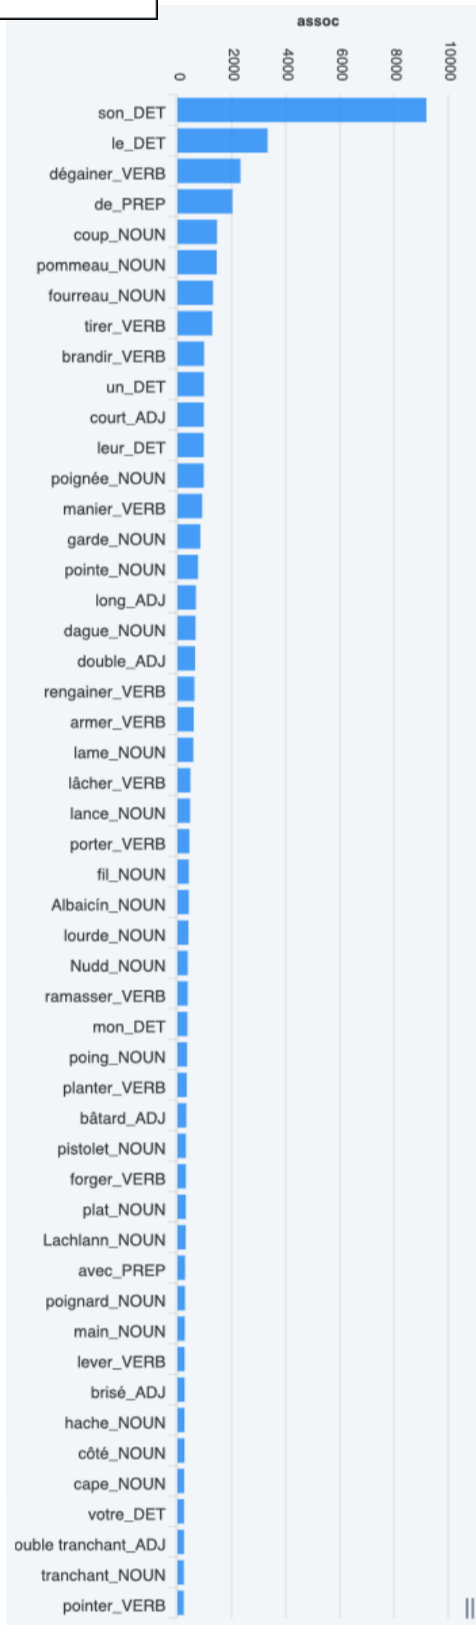 assoc
0 2000 4000 6000 8000 10000
son_DET
le_DET
dégainer_VERB
de_PREP
coup_NOUN
pommeau_NOUN
fourreau_NOUN
tirer_VERB
brandir_VERB
un_DET
court_ADJ
leur_DET
poignée_NOUN
manier_VERB
garde_NOUN
pointe_NOUN
long_ADJ
dague_NOUN
double_ADJ
rengainer_VERB
armer_VERB
lame_NOUN
lâcher_VERB
lance_NOUN
porter_VERB
fil_NOUN
Albaicín_NOUN
lourde_NOUN
Nudd_NOUN
ramasser_VERB
mon_DET
poing_NOUN
planter_VERB
bâtard_ADJ
pistolet_NOUN
forger_VERB
plat_NOUN
Lachlann_NOUN
avec_PREP
poignard_NOUN
main_NOUN
lever_VERB
brisé_ADJ
hache_NOUN
côté_NOUN
cape_NOUN
votre_DET
ouble tranchant_ADJ
tranchant_NOUN
pointer_VERB